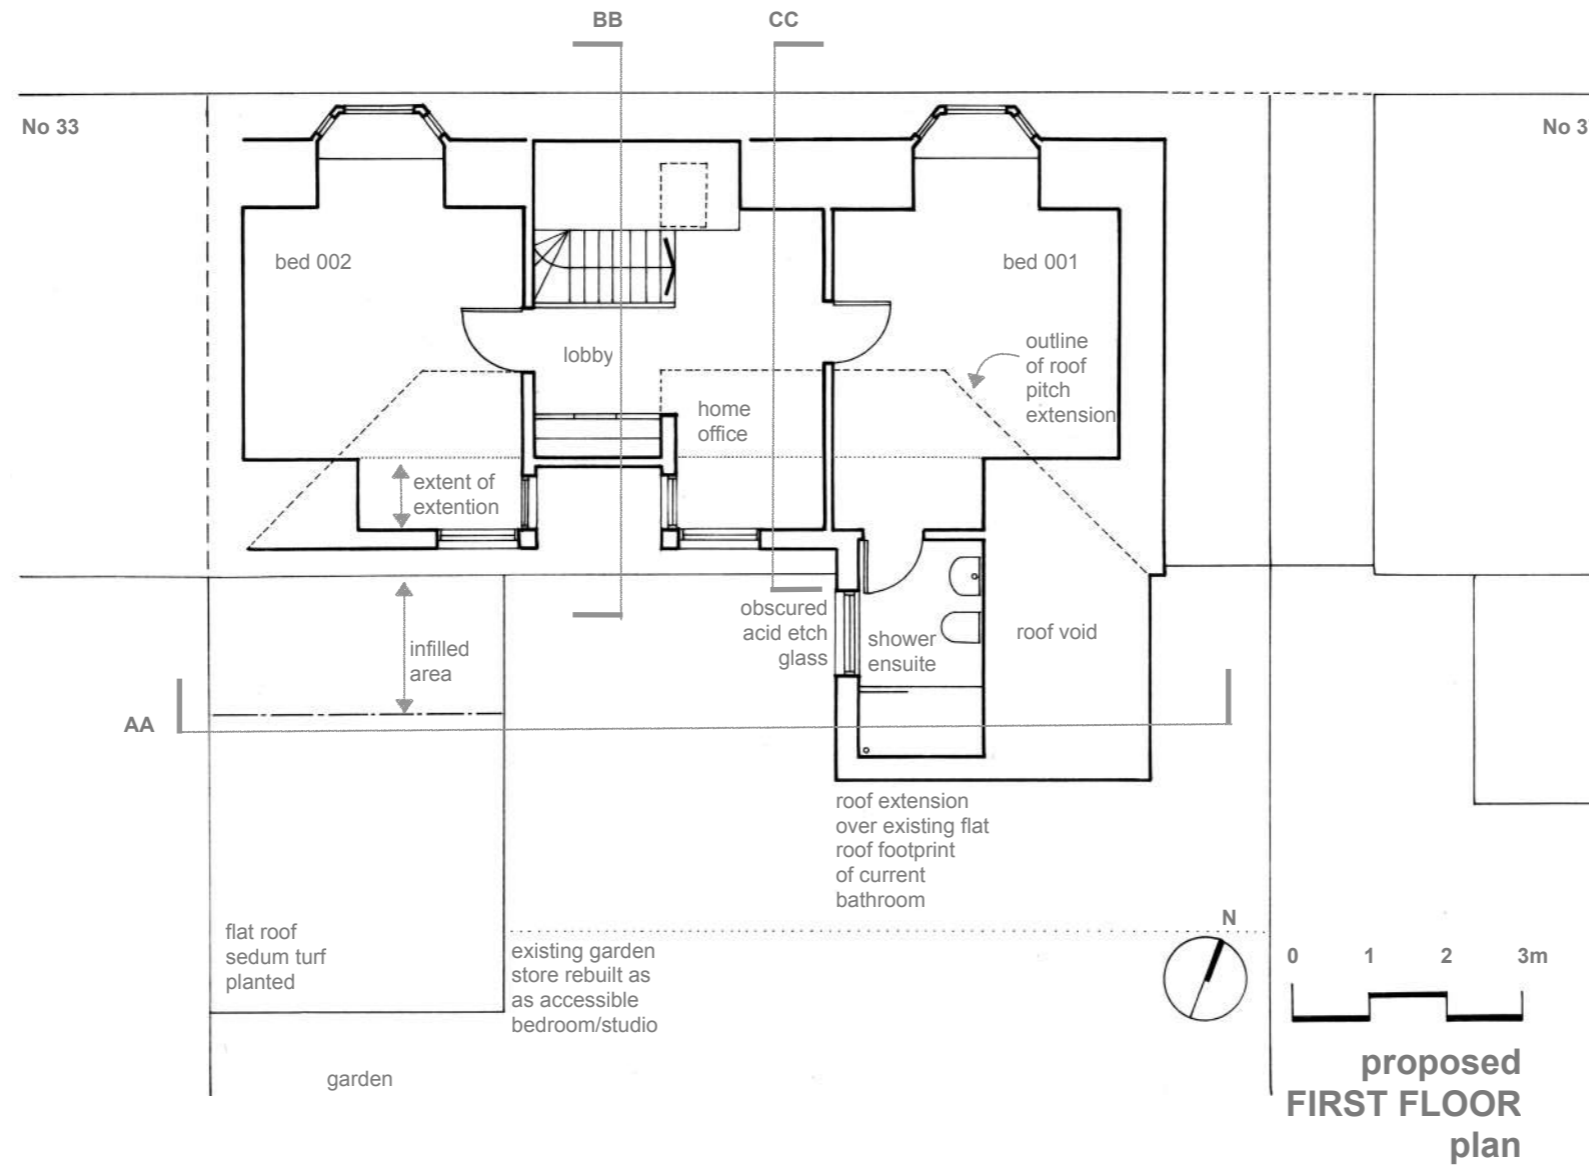 BB
CC
No 33
No 3
bed 002
bed 001
lobby
outline
of roof
pitch
extension
home
office
extent of
extention
infilled
area
obscured
acid etch
glass
shower
ensuite
roof void
AA
roof extension
over existing flat
roof footprint
of current
bathroom
flat roof
sedum turf
planted
existing garden
store rebuilt as
as accessible
bedroom/studio
garden
N
0 1 2 3m
proposed
FIRST FLOOR
plan